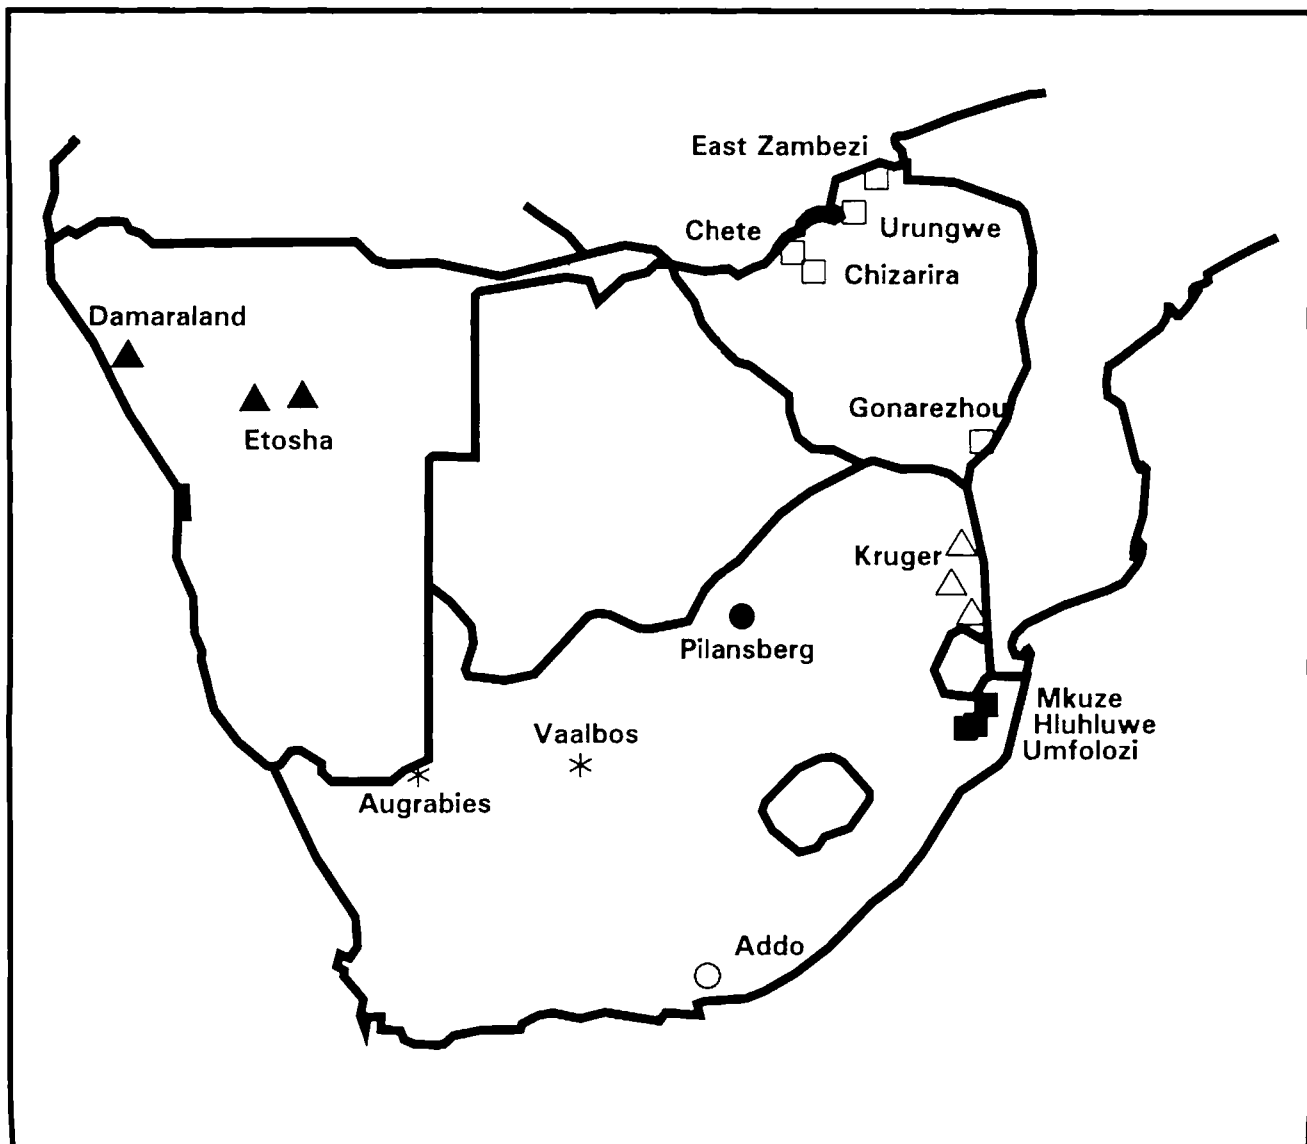 East Zambezi
Chete
Urungwe
Chizarira
Damaraland
Gonarezhou
Etosha
Kruger
Pilansberg
Mkuze
Hluhluwe
Umfolozi
Vaalbos
Augrabies
Addo